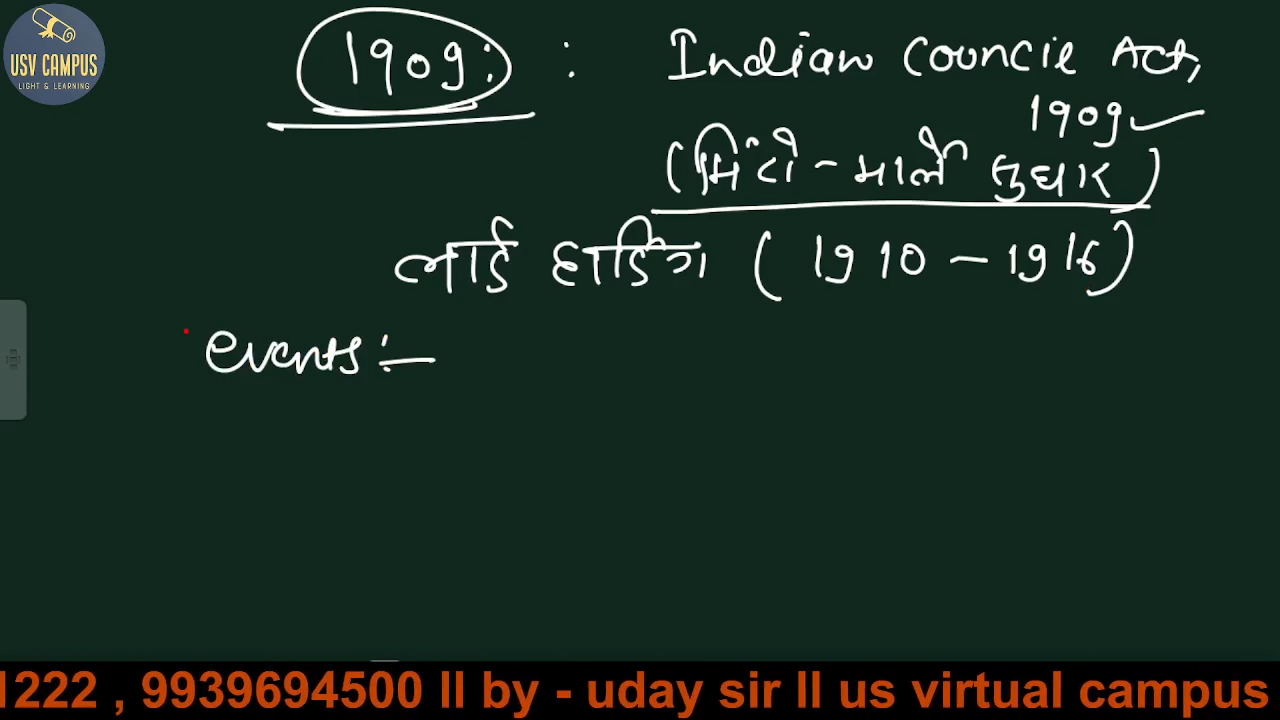 USV CAMPUS
LIGHT & LEARNING
1909: : Indian Council Act,
1909
(मिंटो - मार्ले सुधार)
लार्ड हार्डिंग (1910 - 1916)
events :-
1222 , 9939694500 ll by - uday sir ll us virtual campus